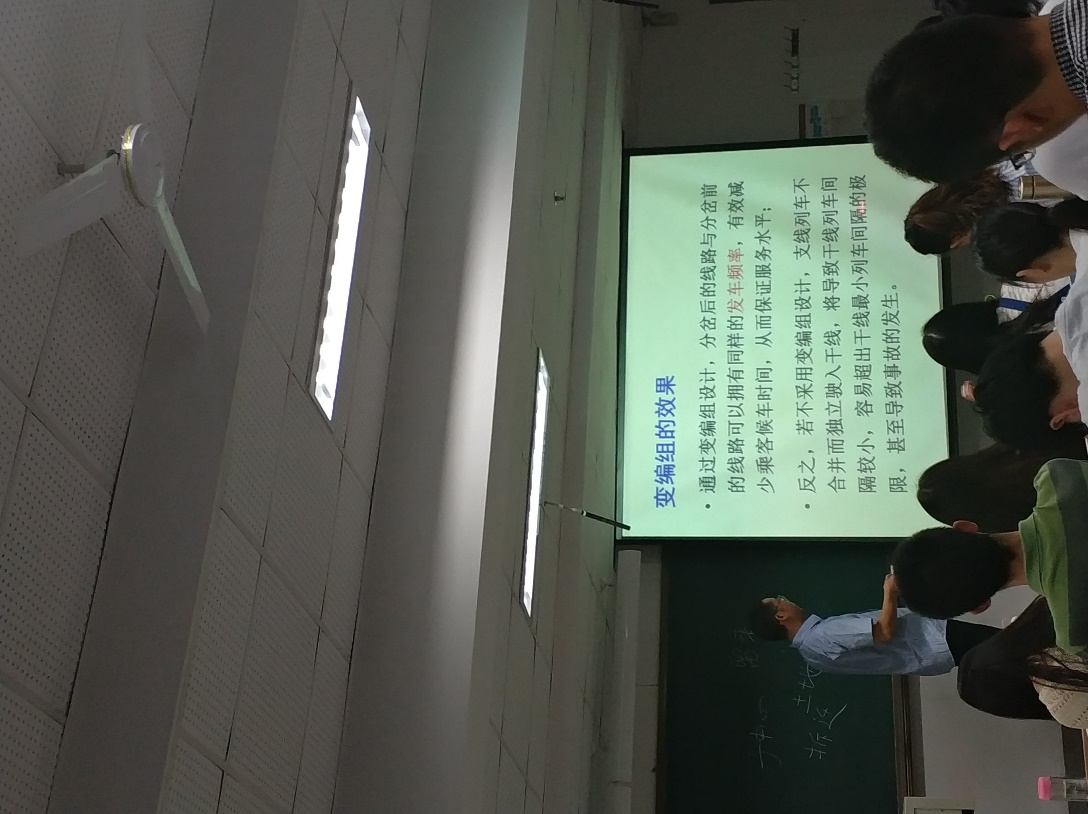 变编组的效果
• 通过变编组设计，分岔后的线路与分岔前
的线路可以拥有同样的发车频率，有效减
少乘客候车时间，从而保证服务水平；
• 反之，若不采用变编组设计，支线列车不
合并而独立驶入干线，将导致干线列车间
隔较小，容易超出干线最小列车间隔的极
限，甚至导致事故的发生。